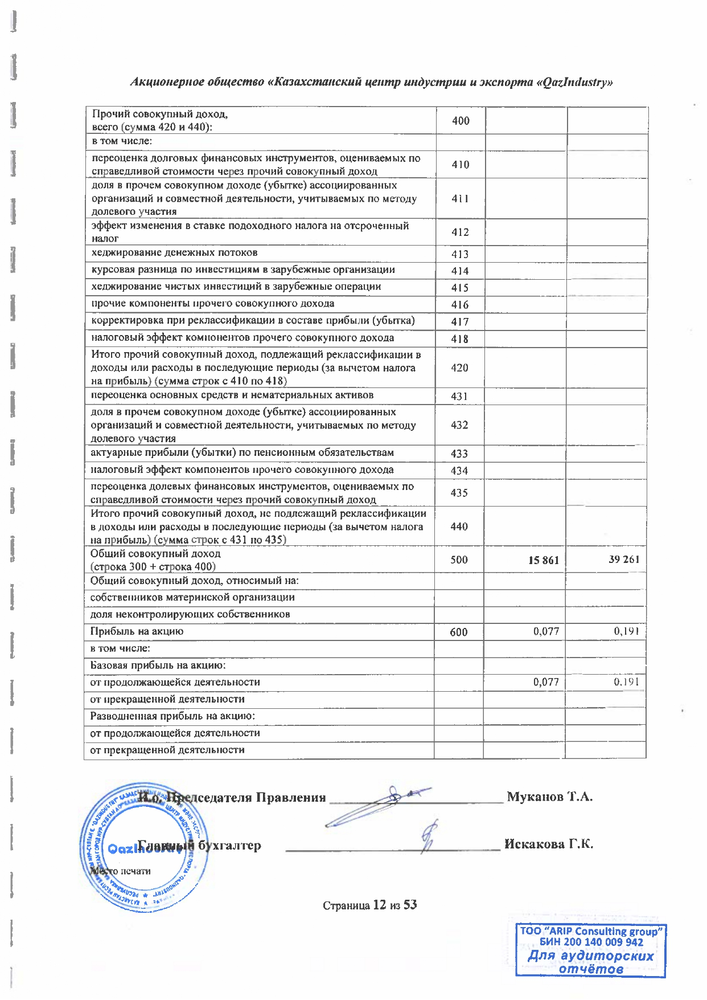 Акционерное общество «Казахстанский центр индустрии и экспорта «QazIndustry»
Прочий совокупный доход,
всего (сумма 420 и 440): 400
в том числе:
переоценка долговых финансовых инструментов, оцениваемых по
справедливой стоимости через прочий совокупный доход 410
доля в прочем совокупном доходе (убытке) ассоциированных
организаций и совместной деятельности, учитываемых по методу 411
долевого участия
эффект изменения в ставке подоходного налога на отсроченный
налог 412
хеджирование денежных потоков 413
курсовая разница по инвестициям в зарубежные организации 414
хеджирование чистых инвестиций в зарубежные операции 415
прочие компоненты прочего совокупного дохода 416
корректировка при реклассификации в составе прибыли (убытка) 417
налоговый эффект компонентов прочего совокупного дохода 418
Итого прочий совокупный доход, подлежащий реклассификации в
доходы или расходы в последующие периоды (за вычетом налога 420
на прибыль) (сумма строк с 410 по 418)
переоценка основных средств и нематериальных активов 431
доля в прочем совокупном доходе (убытке) ассоциированных
организаций и совместной деятельности, учитываемых по методу 432
долевого участия
актуарные прибыли (убытки) по пенсионным обязательствам 433
налоговый эффект компонентов прочего совокупного дохода 434
переоценка долевых финансовых инструментов, оцениваемых по
справедливой стоимости через прочий совокупный доход 435
Итого прочий совокупный доход, не подлежащий реклассификации
в доходы или расходы в последующие периоды (за вычетом налога 440
на прибыль) (сумма строк с 431 по 435)
Общий совокупный доход
(строка 300 + строка 400) 500 15 861 39 261
Общий совокупный доход, относимый на:
собственников материнской организации
доля неконтролирующих собственников
Прибыль на акцию 600 0,077 0,191
в том числе:
Базовая прибыль на акцию:
от продолжающейся деятельности 0,077 0.191
от прекращенной деятельности
Разводненная прибыль на акцию:
от продолжающейся деятельности
от прекращенной деятельности
И.о. Председателя Правления Муканов Т.А.
Главный бухгалтер Искакова Г.К.
Место печати
Страница 12 из 53
ТОО "ARIP Consulting group"
БИН 200 140 009 942
Для аудиторских
отчётов